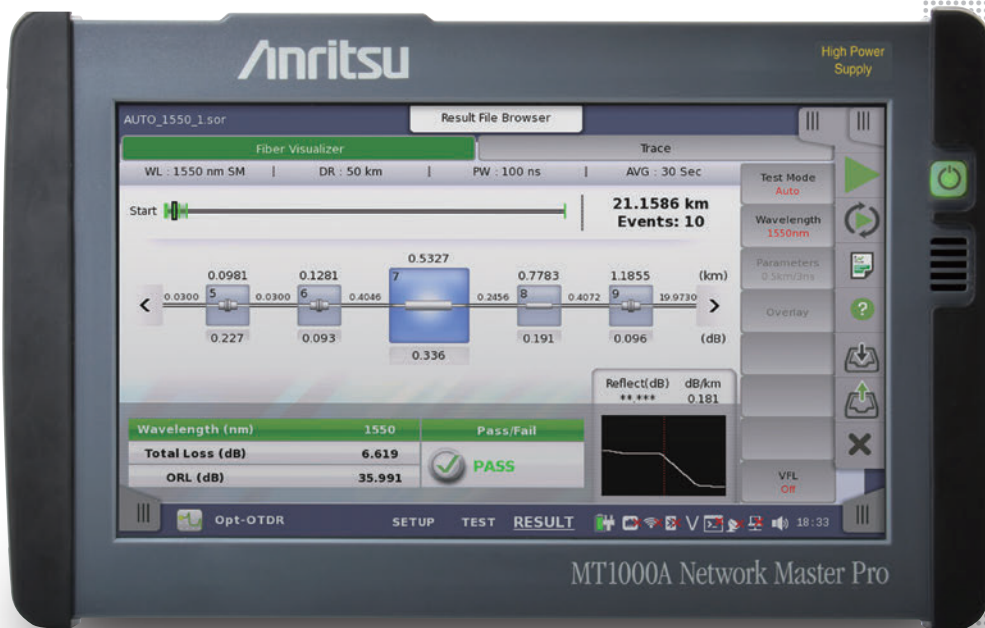 Anritsu
High Power
Supply
AUTO_1550_1.sor
Result File Browser
Fiber Visualizer
Trace
WL : 1550 nm SM | DR : 50 km | PW : 100 ns | AVG : 30 Sec
Test Mode
Auto
Start
21.1586 km
Events: 10
Wavelength
1550nm
Parameters
0.5km/3ns
Overlay
0.0981 0.1281 0.5327 0.7783 1.1855 (km)
0.0300 5 0.0300 6 0.4046 7 0.2456 8 0.4072 9 19.9730
0.227 0.093 0.336 0.191 0.096 (dB)
Reflect(dB) dB/km
**.*** 0.181
Wavelength (nm) 1550 Pass/Fail
Total Loss (dB) 6.619
PASS
ORL (dB) 35.991
VFL
Off
Opt-OTDR
SETUP TEST RESULT
18:33
MT1000A Network Master Pro